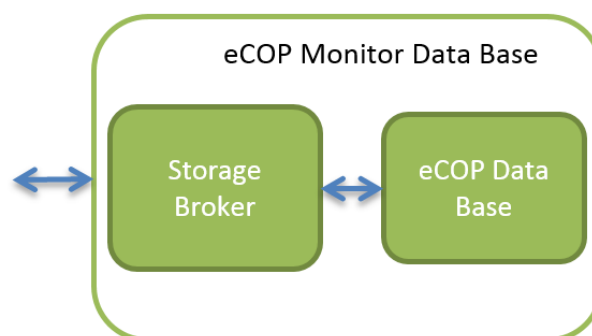 eCOP Monitor Data Base
Storage
Broker
eCOP Data
Base